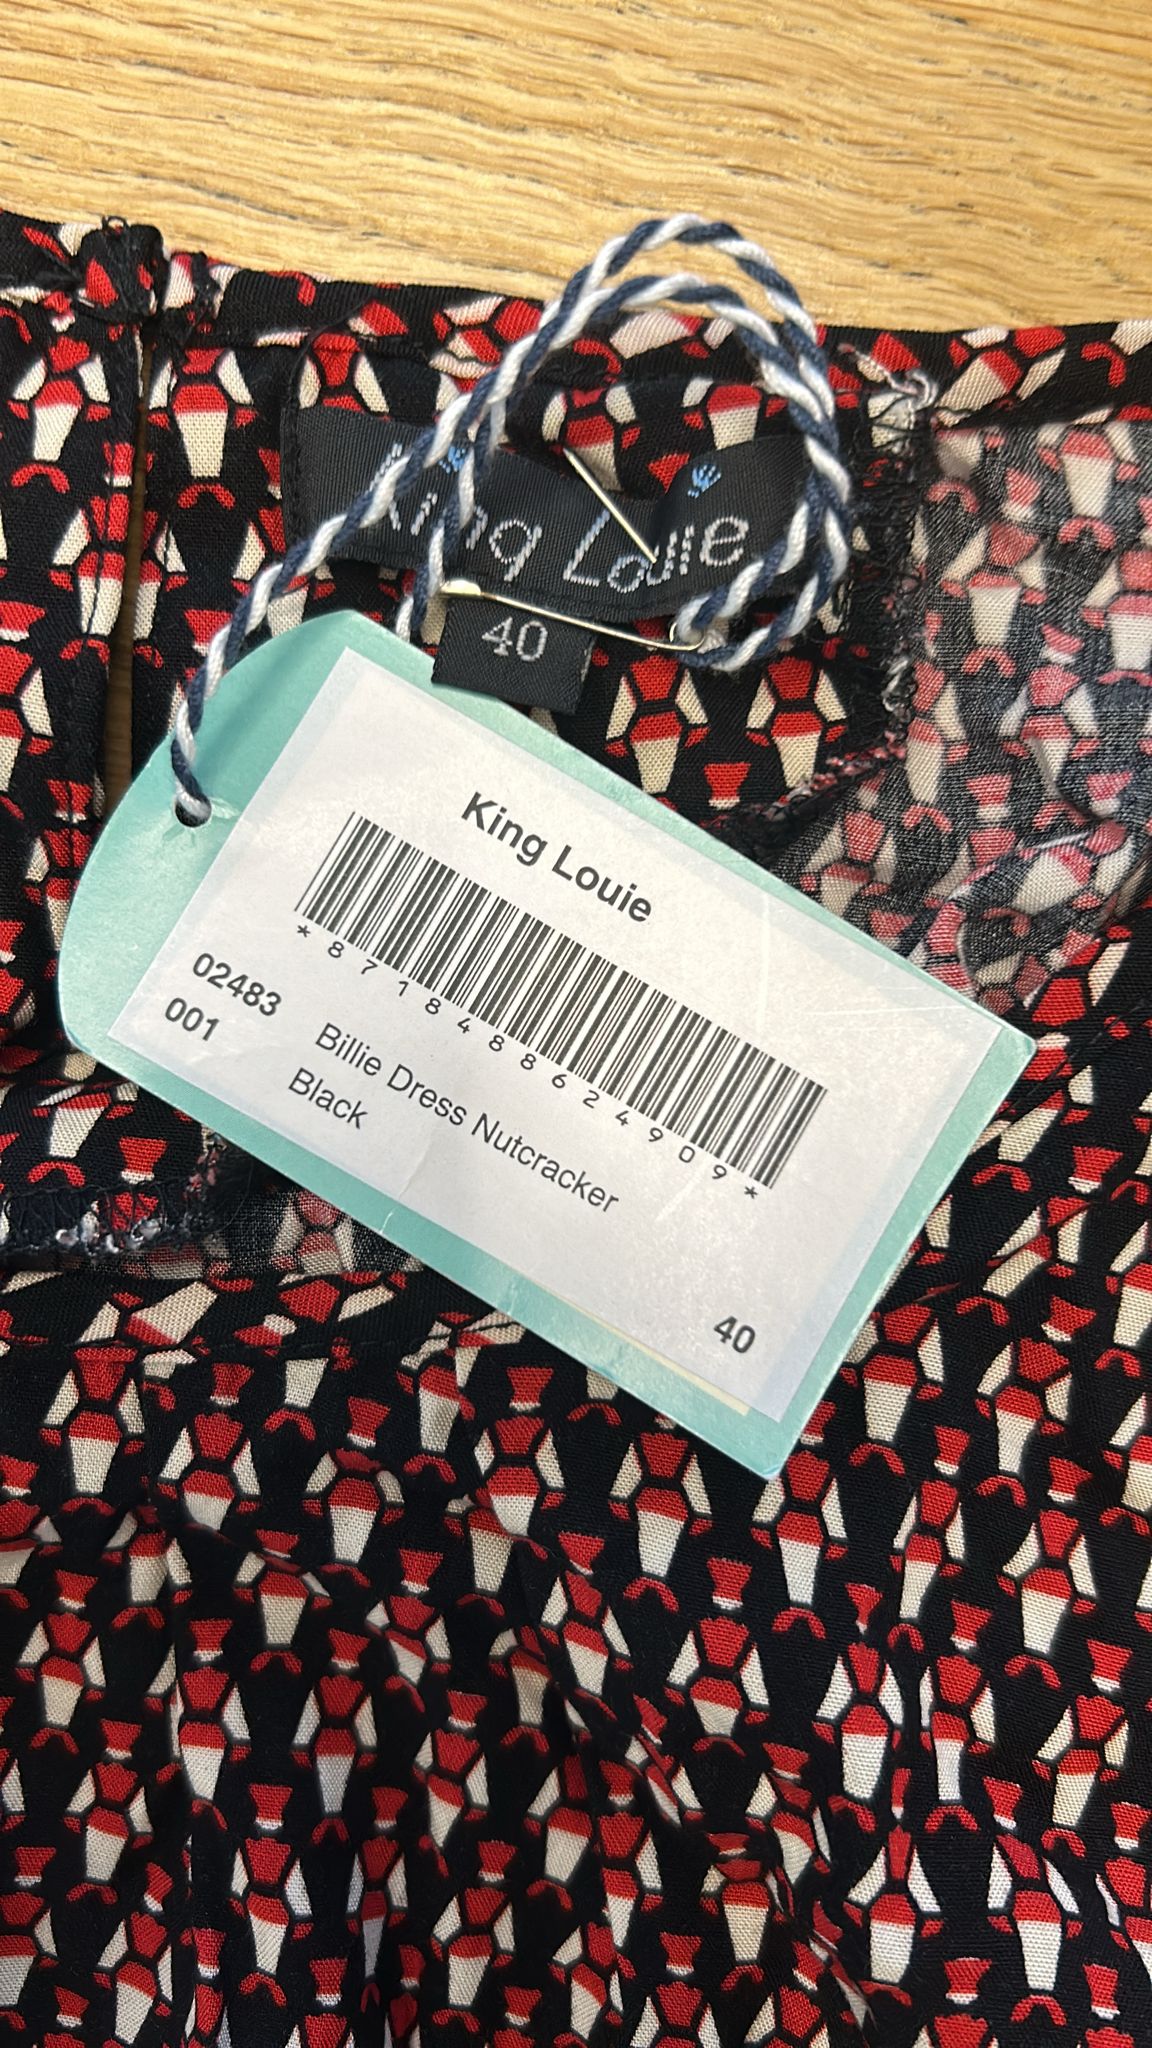 King Louie
40
King Louie
*8718488624909*
02483 Billie Dress Nutcracker
001 Black
40